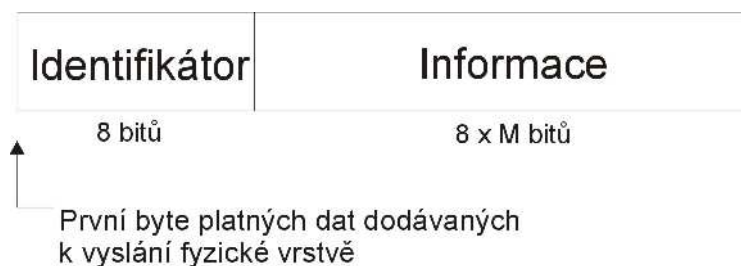 Identifikátor Informace
8 bitů 8 x M bitů
První byte platných dat dodávaných
k vyslání fyzické vrstvě